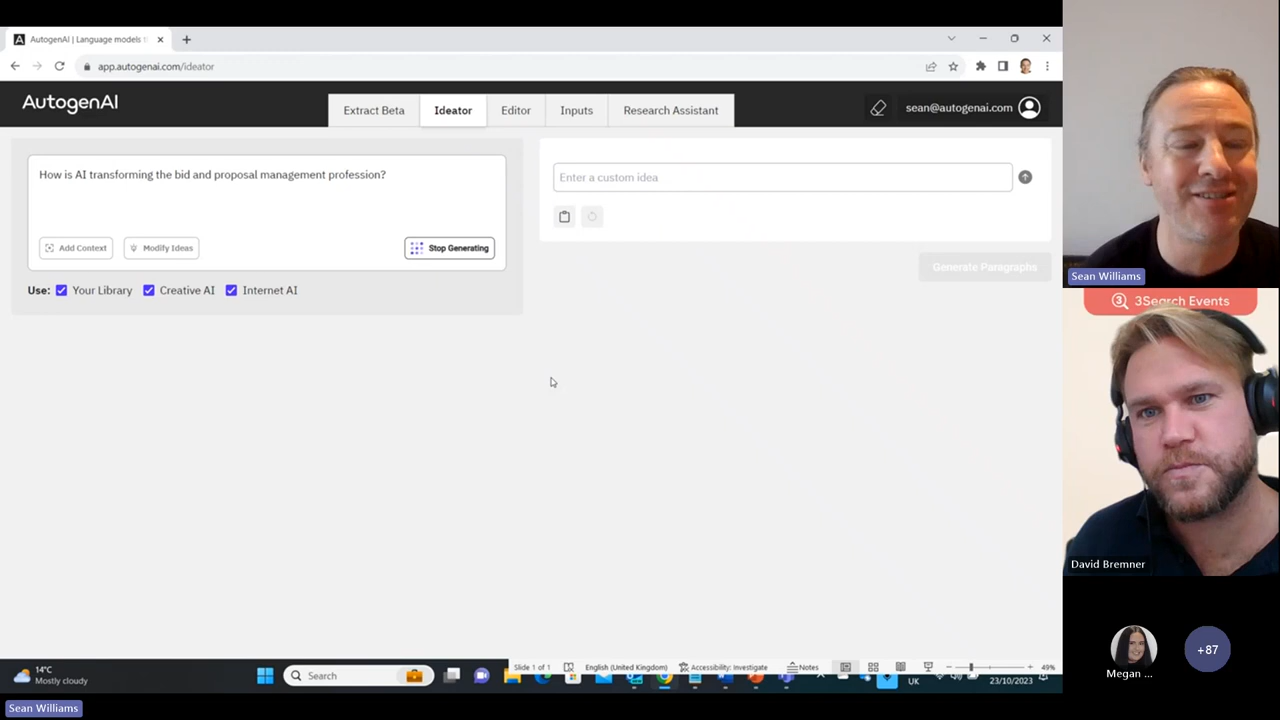 AutogenAI | Language models t
app.autogenai.com/ideator
AutogenAI
Extract Beta
Ideator
Editor
Inputs
Research Assistant
sean@autogenai.com
How is AI transforming the bid and proposal management profession?
Add Context
Modify Ideas
Stop Generating
Use:
Your Library
Creative AI
Internet AI
Enter a custom idea
Generate Paragraphs
Sean Williams
3Search Events
David Bremner
Megan ...
+87
Slide 1 of 1
English (United Kingdom)
Accessibility: Investigate
Notes
49%
14°C
Mostly cloudy
Search
UK
23/10/2023
Sean Williams